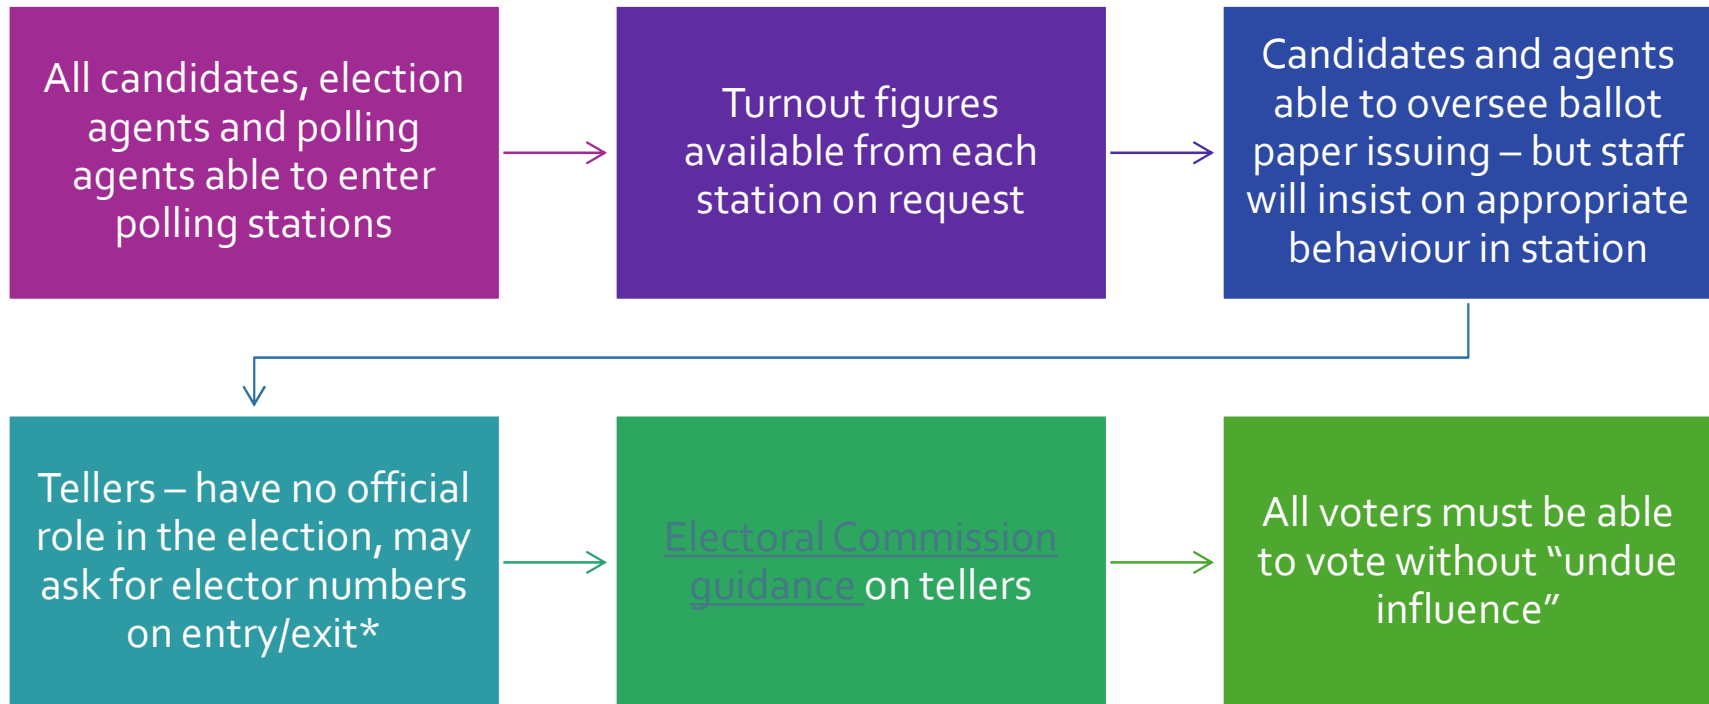 All candidates, election
agents and polling
agents able to enter
polling stations
Turnout figures
available from each
station on request
Candidates and agents
able to oversee ballot
paper issuing – but staff
will insist on appropriate
behaviour in station
Tellers – have no official
role in the election, may
ask for elector numbers
on entry/exit*
Electoral Commission
guidance on tellers
All voters must be able
to vote without “undue
influence”